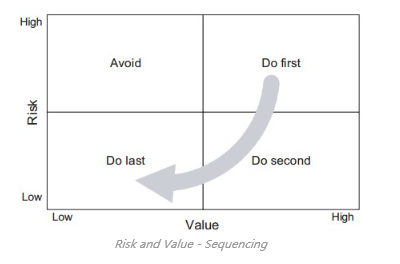 High
Avoid
Do first
Risk
Do last
Do second
Low
Low
High
Value
Risk and Value - Sequencing